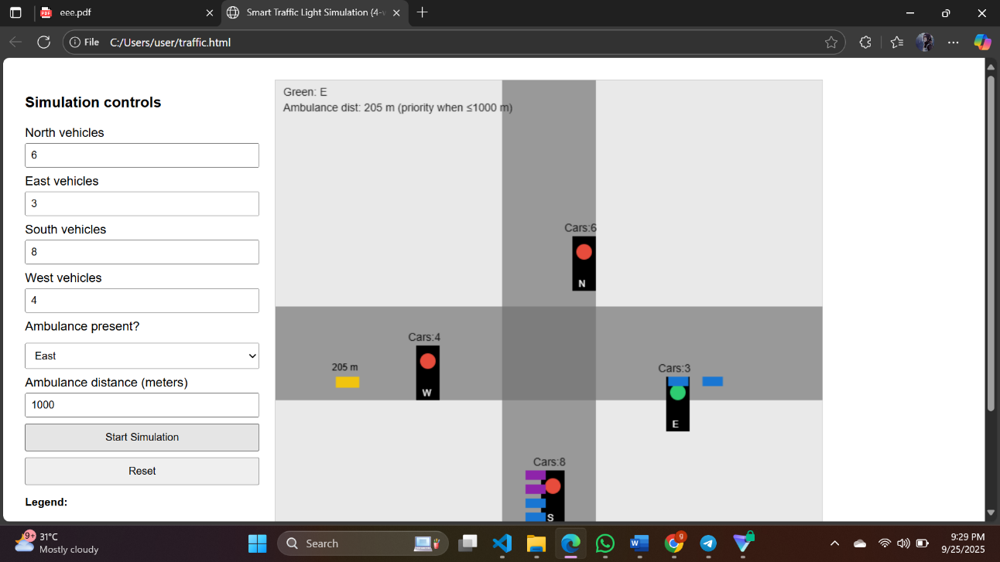 eee.pdf
Smart Traffic Light Simulation (4-
File C:/Users/user/traffic.html
Simulation controls
North vehicles
6
East vehicles
3
South vehicles
8
West vehicles
4
Ambulance present?
East
Ambulance distance (meters)
1000
Start Simulation
Reset
Legend:
Green: E
Ambulance dist: 205 m (priority when ≤1000 m)
Cars:6
N
Cars:4
205 m
W
Cars:3
E
Cars:8
S
9+
31°C
Mostly cloudy
Search
9
9:29 PM
9/25/2025